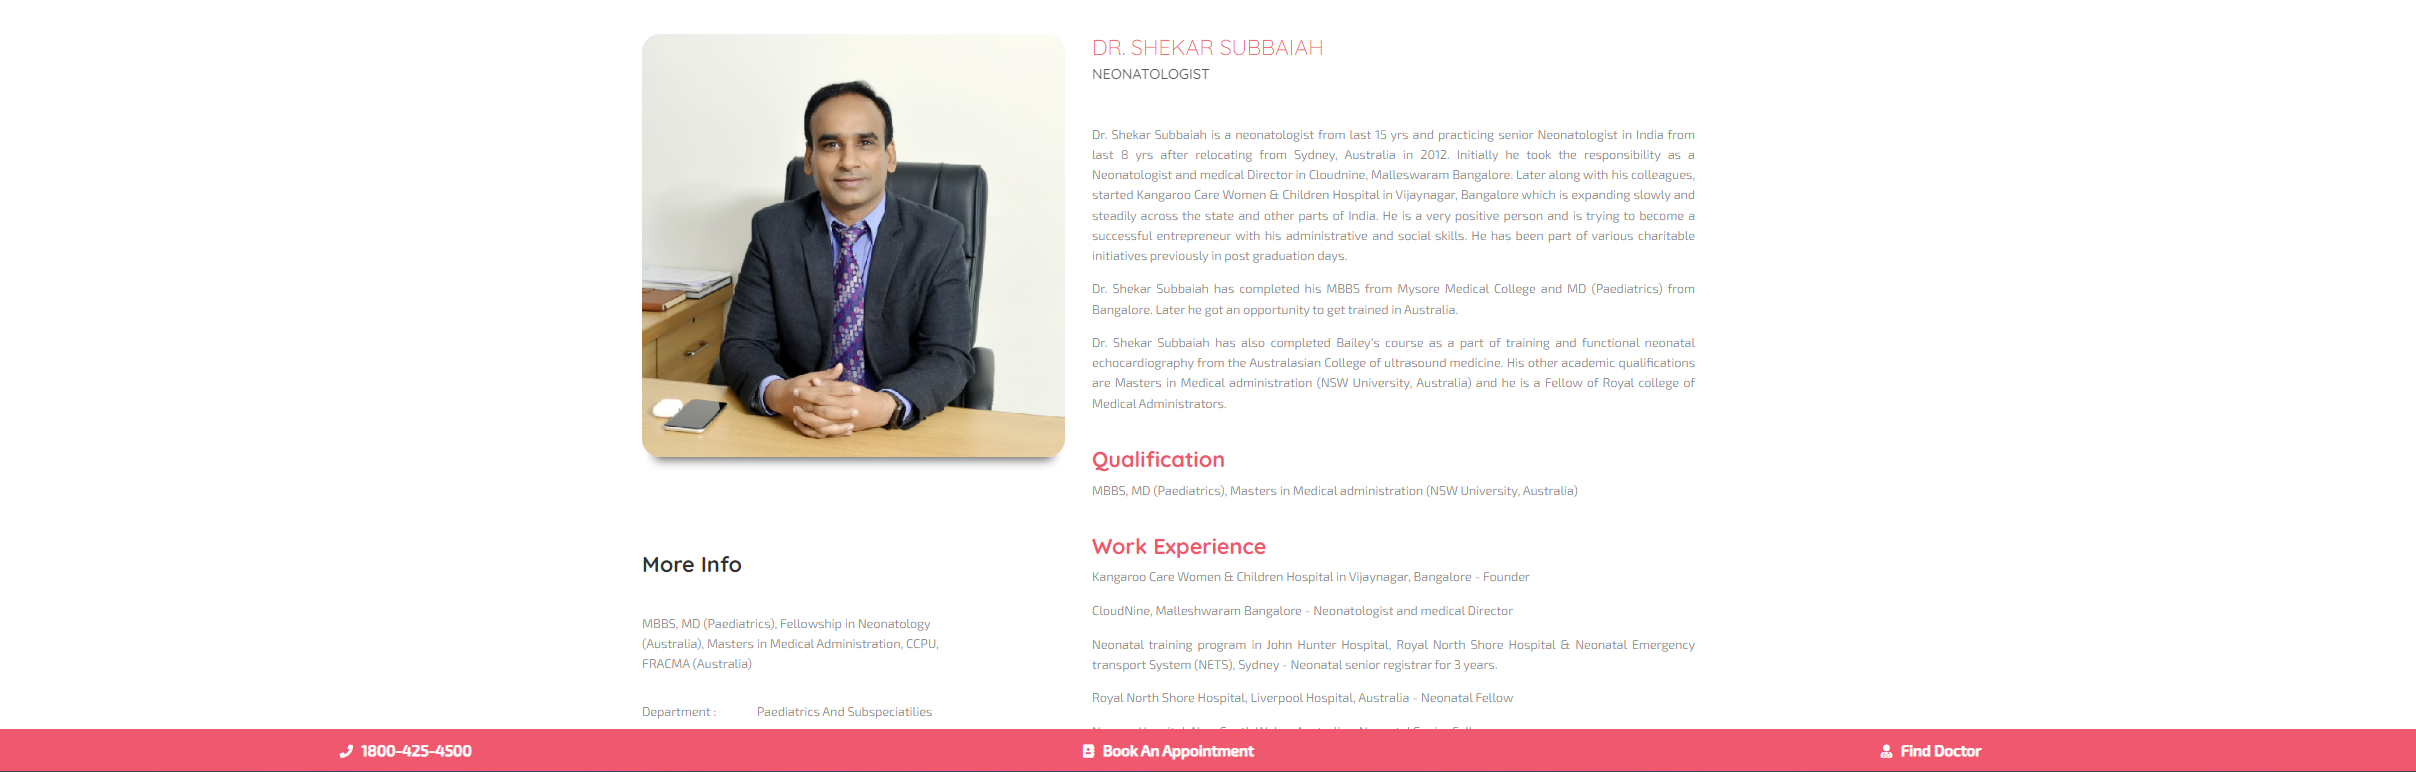 DR. SHEKAR SUBBAIAH
NEONATOLOGIST
Dr. Shekar Subbaiah is a neonatologist from last 15 yrs and practicing senior Neonatologist in India from
last 8 yrs after relocating from Sydney, Australia in 2012. Initially he took the responsibility as a
Neonatologist and medical Director in Cloudnine, Malleswaram Bangalore. Later along with his colleagues,
started Kangaroo Care Women & Children Hospital in Vijaynagar, Bangalore which is expanding slowly and
steadily across the state and other parts of India. He is a very positive person and is trying to become a
successful entrepreneur with his administrative and social skills. He has been part of various charitable
initiatives previously in post graduation days.
Dr. Shekar Subbaiah has completed his MBBS from Mysore Medical College and MD (Paediatrics) from
Bangalore. Later he got an opportunity to get trained in Australia.
Dr. Shekar Subbaiah has also completed Bailey's course as a part of training and functional neonatal
echocardiography from the Australasian College of ultrasound medicine. His other academic qualifications
are Masters in Medical administration (NSW University, Australia) and he is a Fellow of Royal college of
Medical Administrators.
Qualification
MBBS, MD (Paediatrics), Masters in Medical administration (NSW University, Australia)
Work Experience
Kangaroo Care Women & Children Hospital in Vijaynagar, Bangalore - Founder
CloudNine, Malleshwaram Bangalore - Neonatologist and medical Director
Neonatal training program in John Hunter Hospital, Royal North Shore Hospital & Neonatal Emergency
transport System (NETS), Sydney - Neonatal senior registrar for 3 years.
Royal North Shore Hospital, Liverpool Hospital, Australia - Neonatal Fellow
More Info
MBBS, MD (Paediatrics), Fellowship in Neonatology
(Australia), Masters in Medical Administration, CCPU,
FRACMA (Australia)
Department : Paediatrics And Subspeciatilies
1800-425-4500
Book An Appointment
Find Doctor